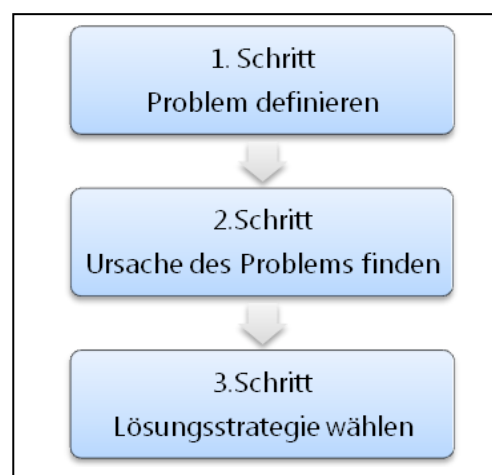 1. Schritt
Problem definieren
2.Schritt
Ursache des Problems finden
3.Schritt
Lösungsstrategie wählen